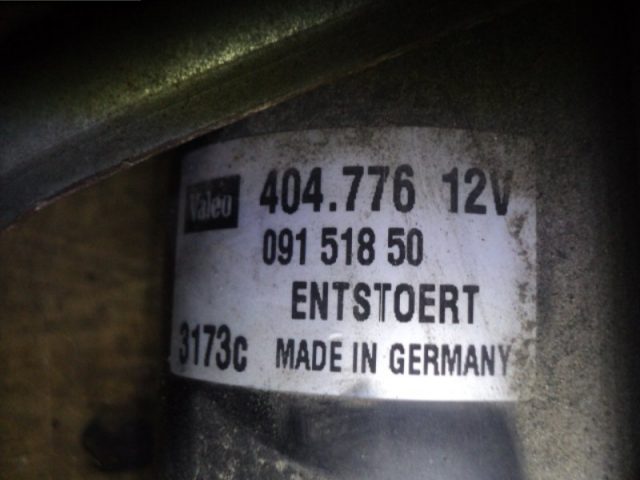 Valeo 404.776 12V
091 518 50
ENTSTOERT
3173c MADE IN GERMANY